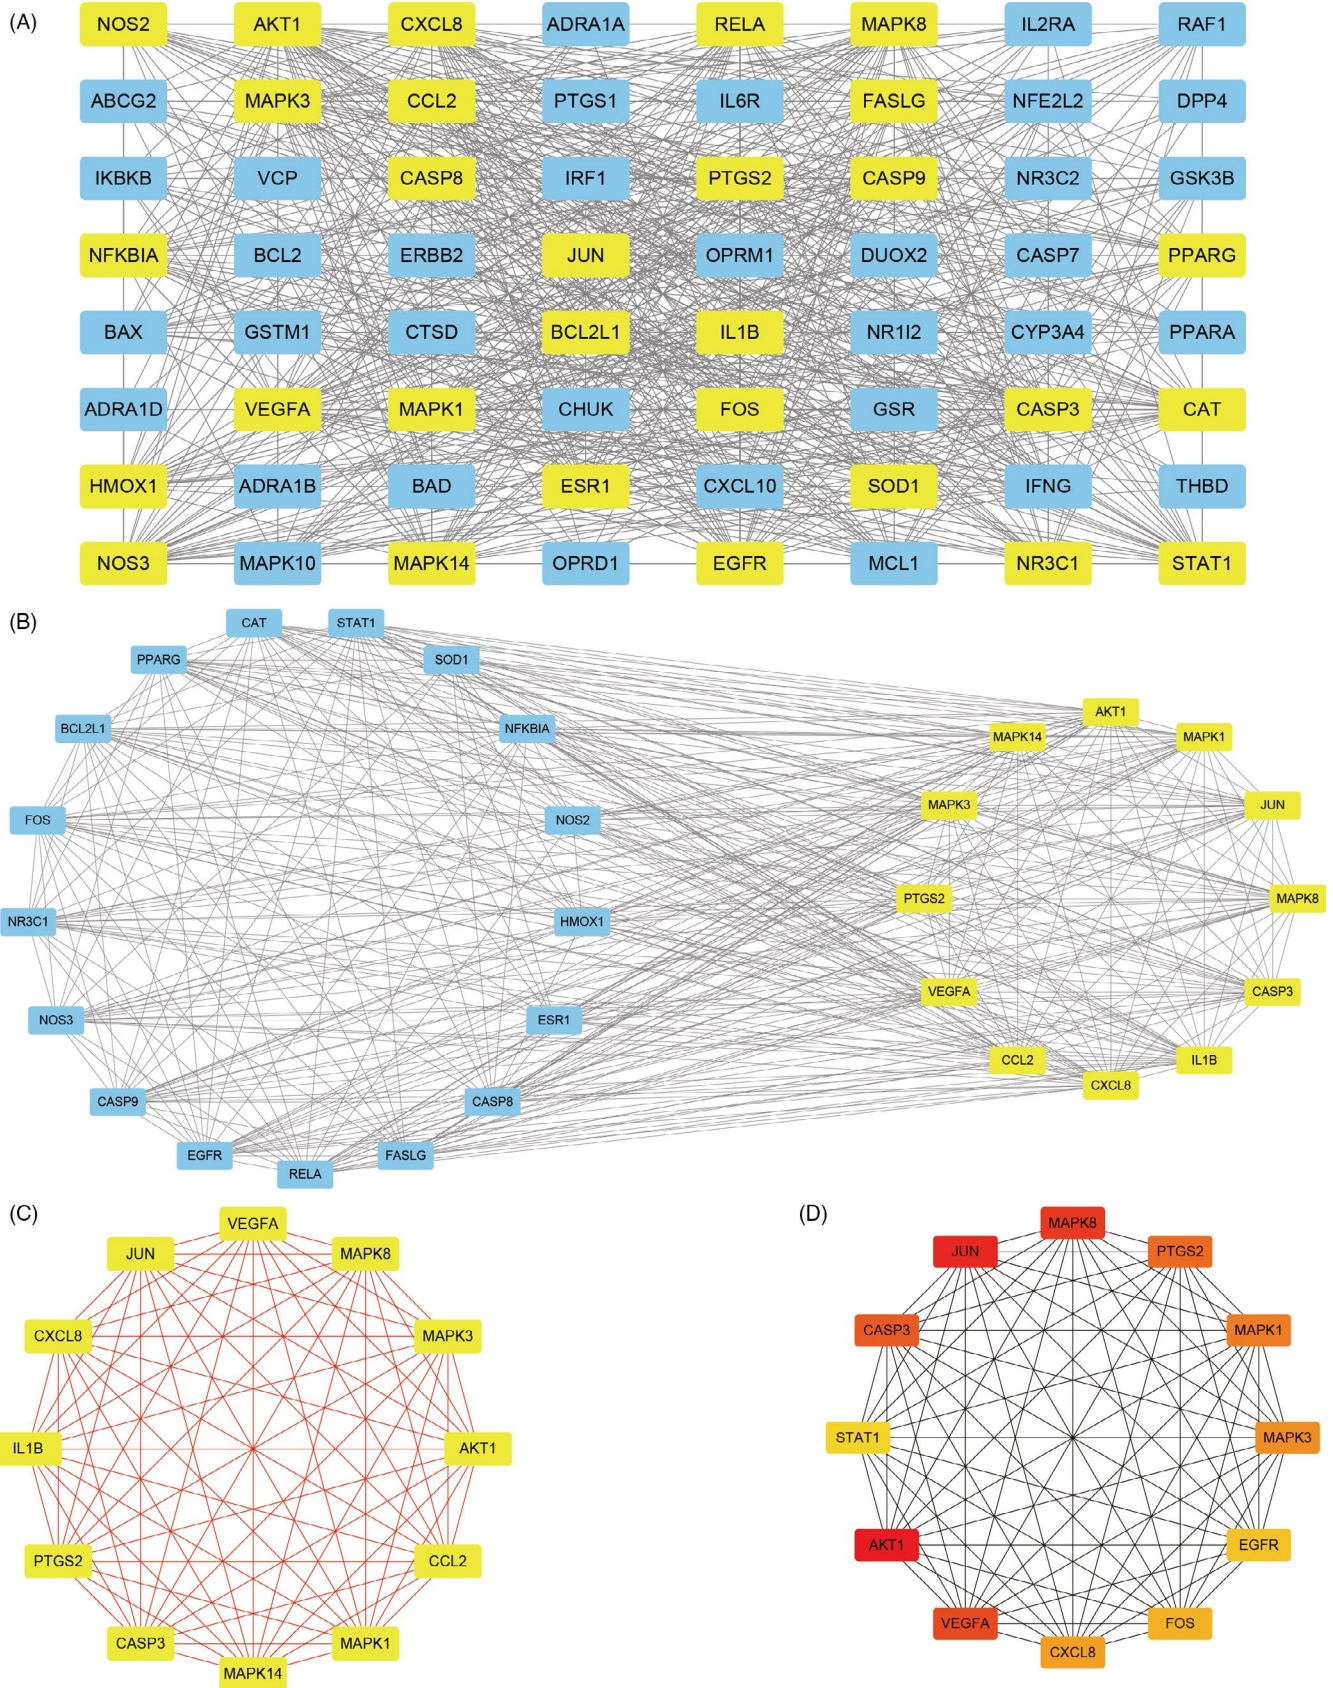 (A)
NOS2 AKT1 CXCL8 ADRA1A RELA MAPK8 IL2RA RAF1
ABCG2 MAPK3 CCL2 PTGS1 IL6R FASLG NFE2L2 DPP4
IKBKB VCP CASP8 IRF1 PTGS2 CASP9 NR3C2 GSK3B
NFKBIA BCL2 ERBB2 JUN OPRM1 DUOX2 CASP7 PPARG
BAX GSTM1 CTSD BCL2L1 IL1B NR1I2 CYP3A4 PPARA
ADRA1D VEGFA MAPK1 CHUK FOS GSR CASP3 CAT
HMOX1 ADRA1B BAD ESR1 CXCL10 SOD1 IFNG THBD
NOS3 MAPK10 MAPK14 OPRD1 EGFR MCL1 NR3C1 STAT1
(B)
CAT STAT1
PPARG SOD1
BCL2L1 NFKBIA
FOS NOS2
NR3C1 HMOX1
NOS3 ESR1
CASP9 CASP8
EGFR FASLG
RELA
AKT1
MAPK14 MAPK1
MAPK3 JUN
PTGS2 MAPK8
VEGFA CASP3
CCL2 IL1B
CXCL8
(C)
VEGFA
JUN MAPK8
CXCL8 MAPK3
IL1B AKT1
PTGS2 CCL2
CASP3 MAPK1
MAPK14
(D)
MAPK8
JUN PTGS2
CASP3 MAPK1
STAT1 MAPK3
AKT1 EGFR
VEGFA FOS
CXCL8